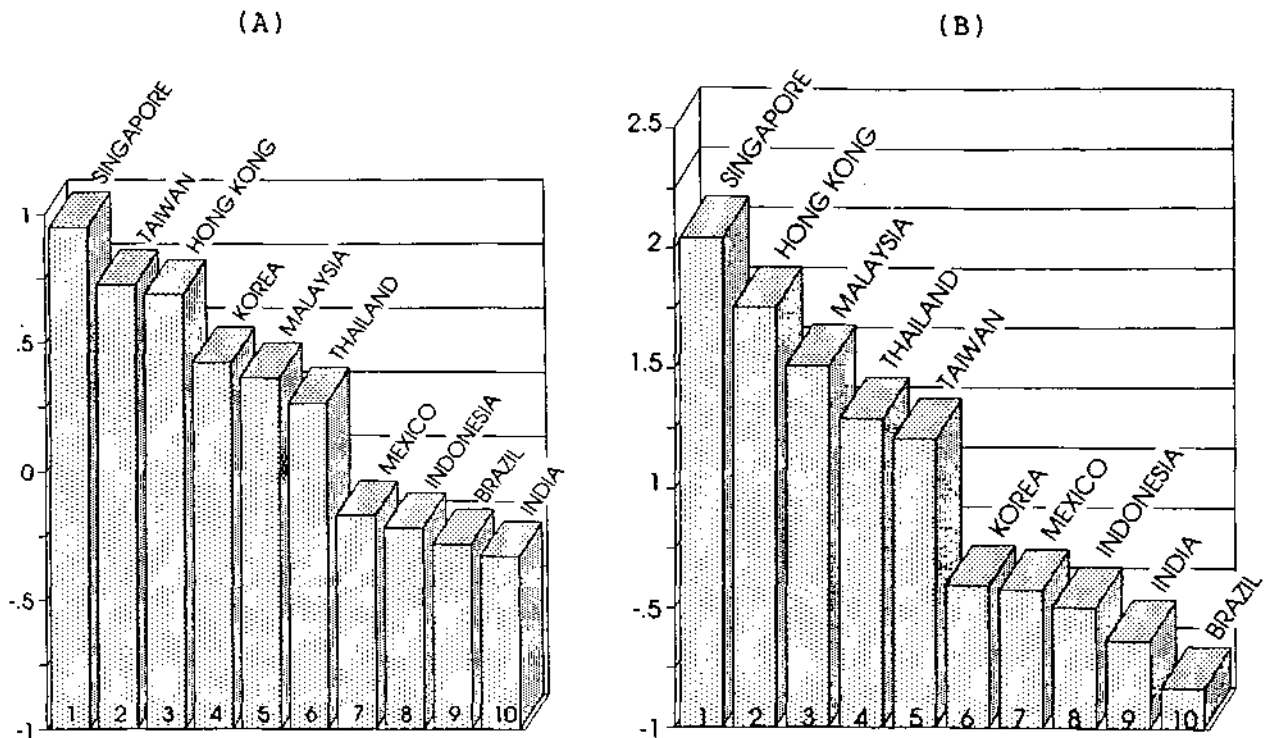 (A)
SINGAPORE
TAIWAN
HONG KONG
KOREA
MALAYSIA
THAILAND
MEXICO
INDONESIA
BRAZIL
INDIA
1
.5
0
-.5
-1
1 2 3 4 5 6 7 8 9 10
(B)
SINGAPORE
HONG KONG
MALAYSIA
THAILAND
TAIWAN
KOREA
MEXICO
INDONESIA
INDIA
BRAZIL
2.5
2
1.5
1
-.5
-1
1 2 3 4 5 6 7 8 9 10